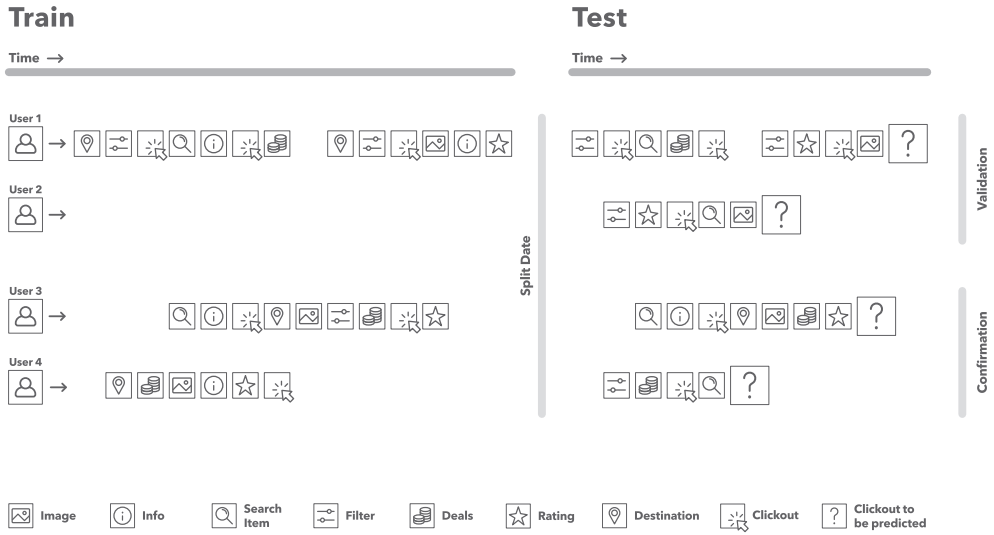 Train
Test
Time →
Time →
User 1
User 2
User 3
User 4
Split Date
Validation
Confirmation
Image
Info
Search
Item
Filter
Deals
Rating
Destination
Clickout
Clickout to
be predicted